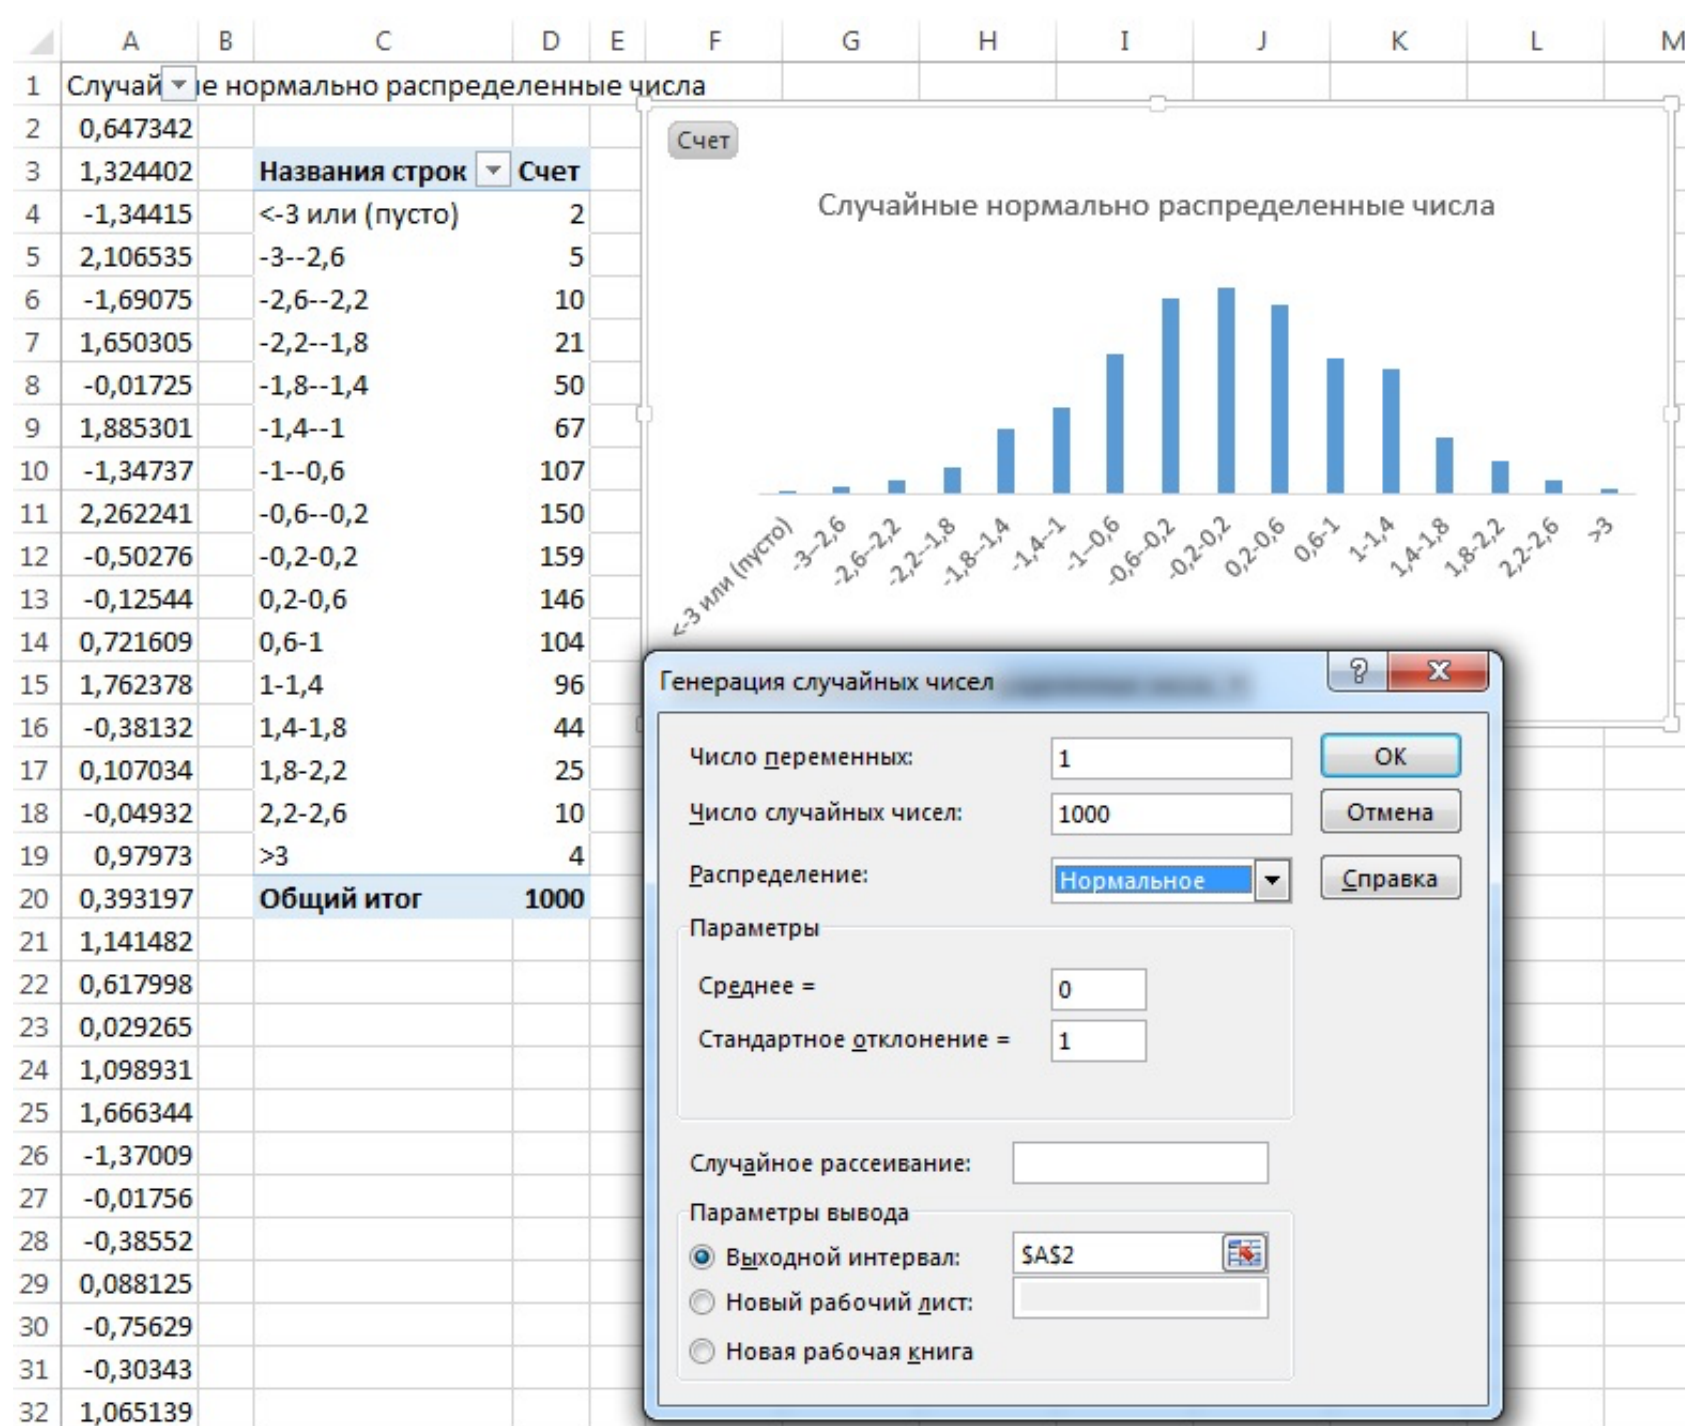 A B C D E F G H I J K L M
1 Случай е нормально распределенные числа
2 0,647342
3 1,324402 Названия строк Счет
4 -1,34415 <-3 или (пусто) 2
5 2,106535 -3--2,6 5
6 -1,69075 -2,6--2,2 10
7 1,650305 -2,2--1,8 21
8 -0,01725 -1,8--1,4 50
9 1,885301 -1,4--1 67
10 -1,34737 -1--0,6 107
11 2,262241 -0,6--0,2 150
12 -0,50276 -0,2-0,2 159
13 -0,12544 0,2-0,6 146
14 0,721609 0,6-1 104
15 1,762378 1-1,4 96
16 -0,38132 1,4-1,8 44
17 0,107034 1,8-2,2 25
18 -0,04932 2,2-2,6 10
19 0,97973 >3 4
20 0,393197 Общий итог 1000
21 1,141482
22 0,617998
23 0,029265
24 1,098931
25 1,666344
26 -1,37009
27 -0,01756
28 -0,38552
29 0,088125
30 -0,75629
31 -0,30343
32 1,065139
Счет
Случайные нормально распределенные числа
<-3 или (пусто) -3--2,6 -2,6--2,2 -2,2--1,8 -1,8--1,4 -1,4--1 -1--0,6 -0,6--0,2 -0,2-0,2 0,2-0,6 0,6-1 1-1,4 1,4-1,8 1,8-2,2 2,2-2,6 >3
Генерация случайных чисел
Число переменных: 1 ОК
Число случайных чисел: 1000 Отмена
Распределение: Нормальное Справка
Параметры
Среднее = 0
Стандартное отклонение = 1
Случайное рассеивание:
Параметры вывода
Выходной интервал: $A$2
Новый рабочий лист:
Новая рабочая книга